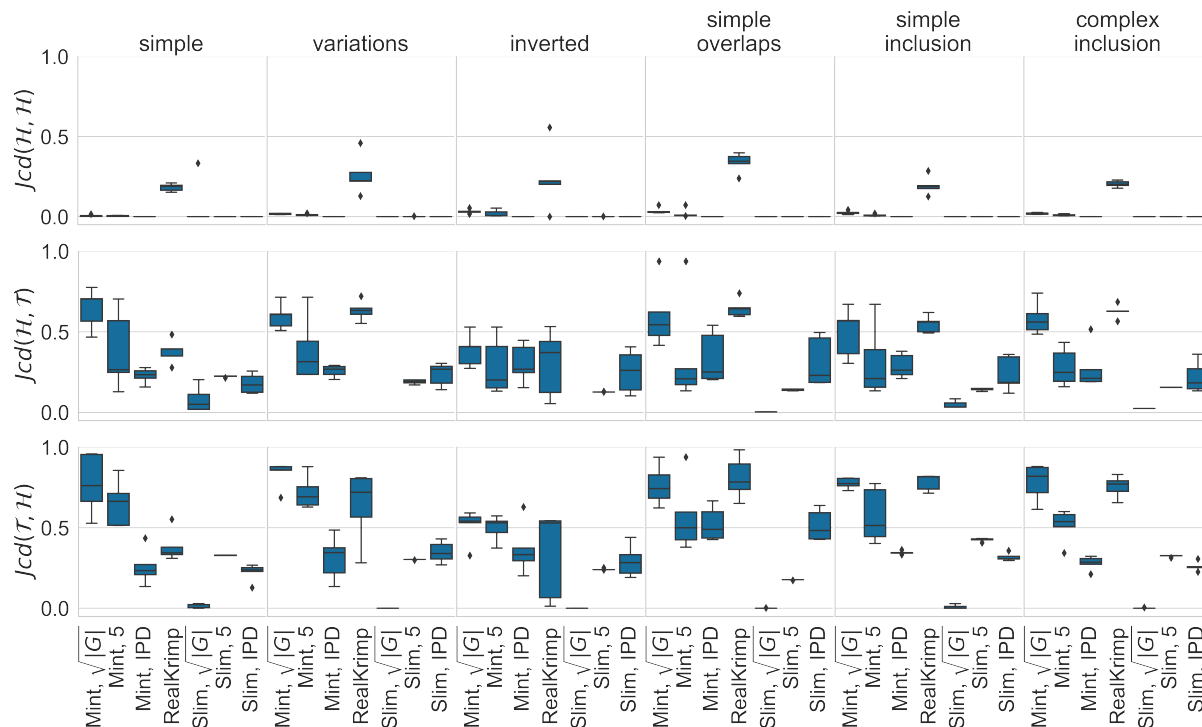 simple variations inverted simple overlaps simple inclusion complex inclusion
1.0
0.5
0.0
Jcd(ℋ, ℋ)
1.0
0.5
0.0
Jcd(ℋ, 𝒯)
1.0
0.5
0.0
Jcd(𝒯, ℋ)
Mint, √|G| Mint, 5 Mint, IPD RealKrimp Slim, √|G| Slim, 5 Slim, IPD
Mint, √|G| Mint, 5 Mint, IPD RealKrimp Slim, √|G| Slim, 5 Slim, IPD
Mint, √|G| Mint, 5 Mint, IPD RealKrimp Slim, √|G| Slim, 5 Slim, IPD
Mint, √|G| Mint, 5 Mint, IPD RealKrimp Slim, √|G| Slim, 5 Slim, IPD
Mint, √|G| Mint, 5 Mint, IPD RealKrimp Slim, √|G| Slim, 5 Slim, IPD
Mint, √|G| Mint, 5 Mint, IPD RealKrimp Slim, √|G| Slim, 5 Slim, IPD